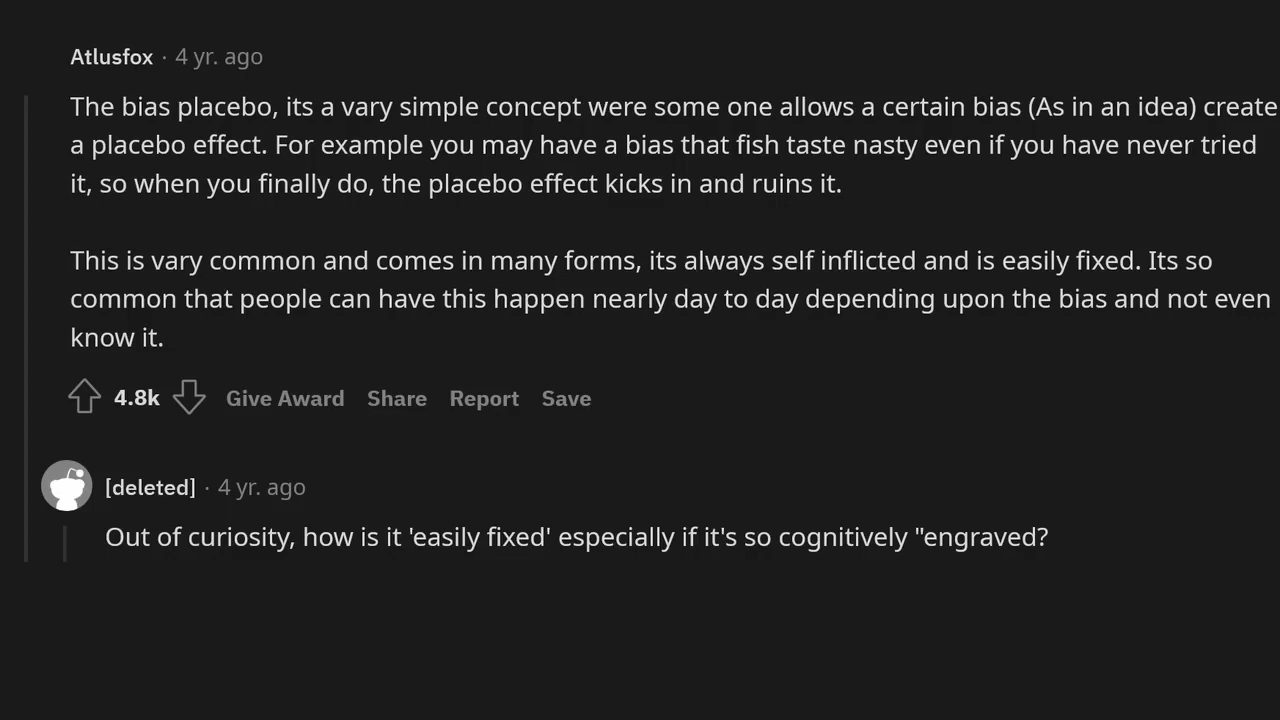 Atlusfox · 4 yr. ago
The bias placebo, its a vary simple concept were some one allows a certain bias (As in an idea) create
a placebo effect. For example you may have a bias that fish taste nasty even if you have never tried
it, so when you finally do, the placebo effect kicks in and ruins it.
This is vary common and comes in many forms, its always self inflicted and is easily fixed. Its so
common that people can have this happen nearly day to day depending upon the bias and not even
know it.
4.8k Give Award Share Report Save
[deleted] · 4 yr. ago
Out of curiosity, how is it 'easily fixed' especially if it's so cognitively "engraved?